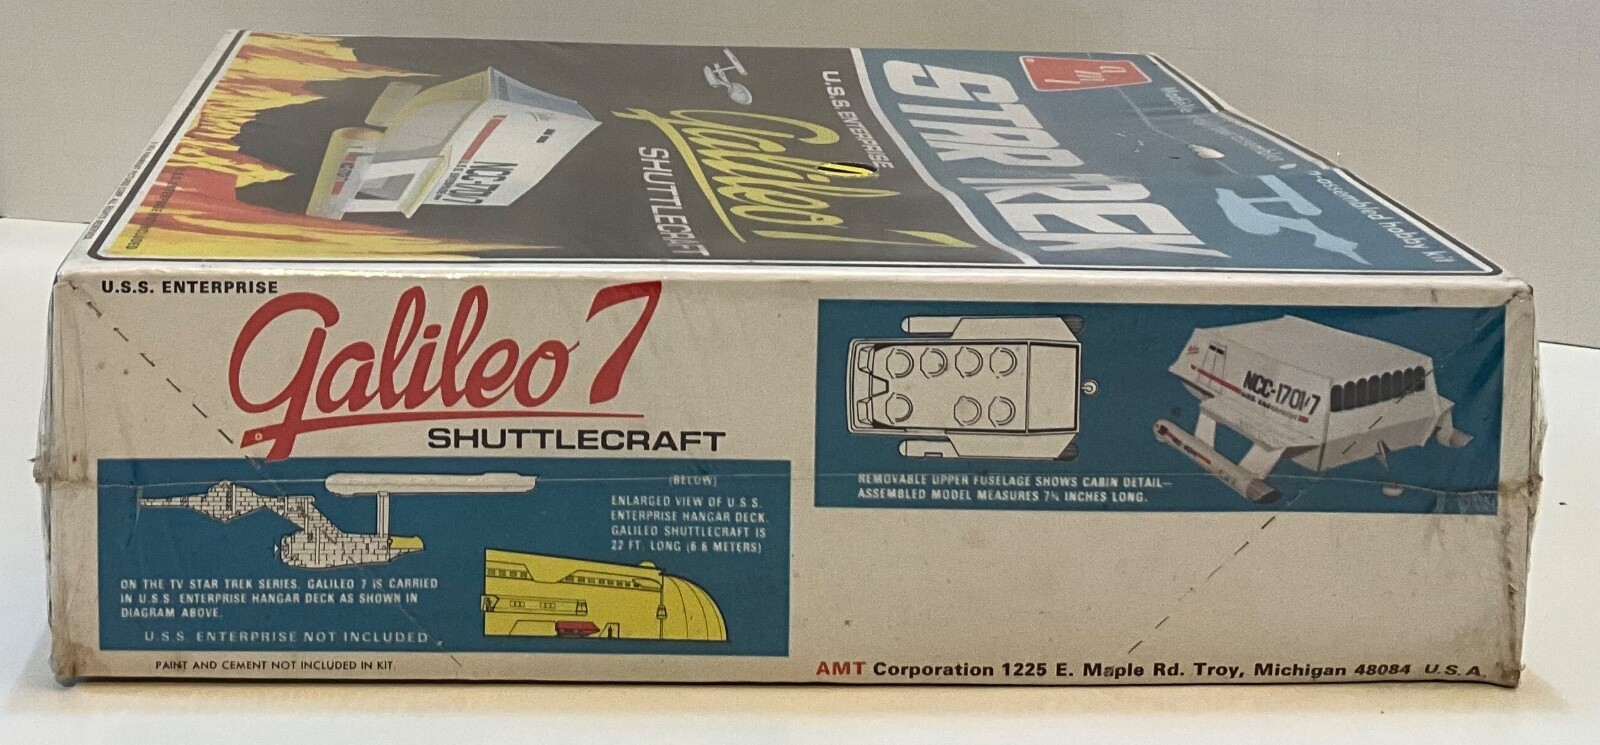 amt
STAR TREK
U.S.S. ENTERPRISE
Galileo 7
SHUTTLECRAFT
NCC-1701/7
U.S.S. ENTERPRISE
Galileo 7
SHUTTLECRAFT
(BELOW)
ENLARGED VIEW OF U.S.S.
ENTERPRISE HANGAR DECK.
GALILEO SHUTTLECRAFT IS
22 FT. LONG (6.6 METERS)
ON THE TV STAR TREK SERIES, GALILEO 7 IS CARRIED
IN U.S.S. ENTERPRISE HANGAR DECK AS SHOWN IN
DIAGRAM ABOVE.
U.S.S. ENTERPRISE NOT INCLUDED
PAINT AND CEMENT NOT INCLUDED IN KIT.
NCC-1701/7
REMOVABLE UPPER FUSELAGE SHOWS CABIN DETAIL—
ASSEMBLED MODEL MEASURES 7¾ INCHES LONG.
AMT Corporation 1225 E. Maple Rd. Troy, Michigan 48084 U.S.A.